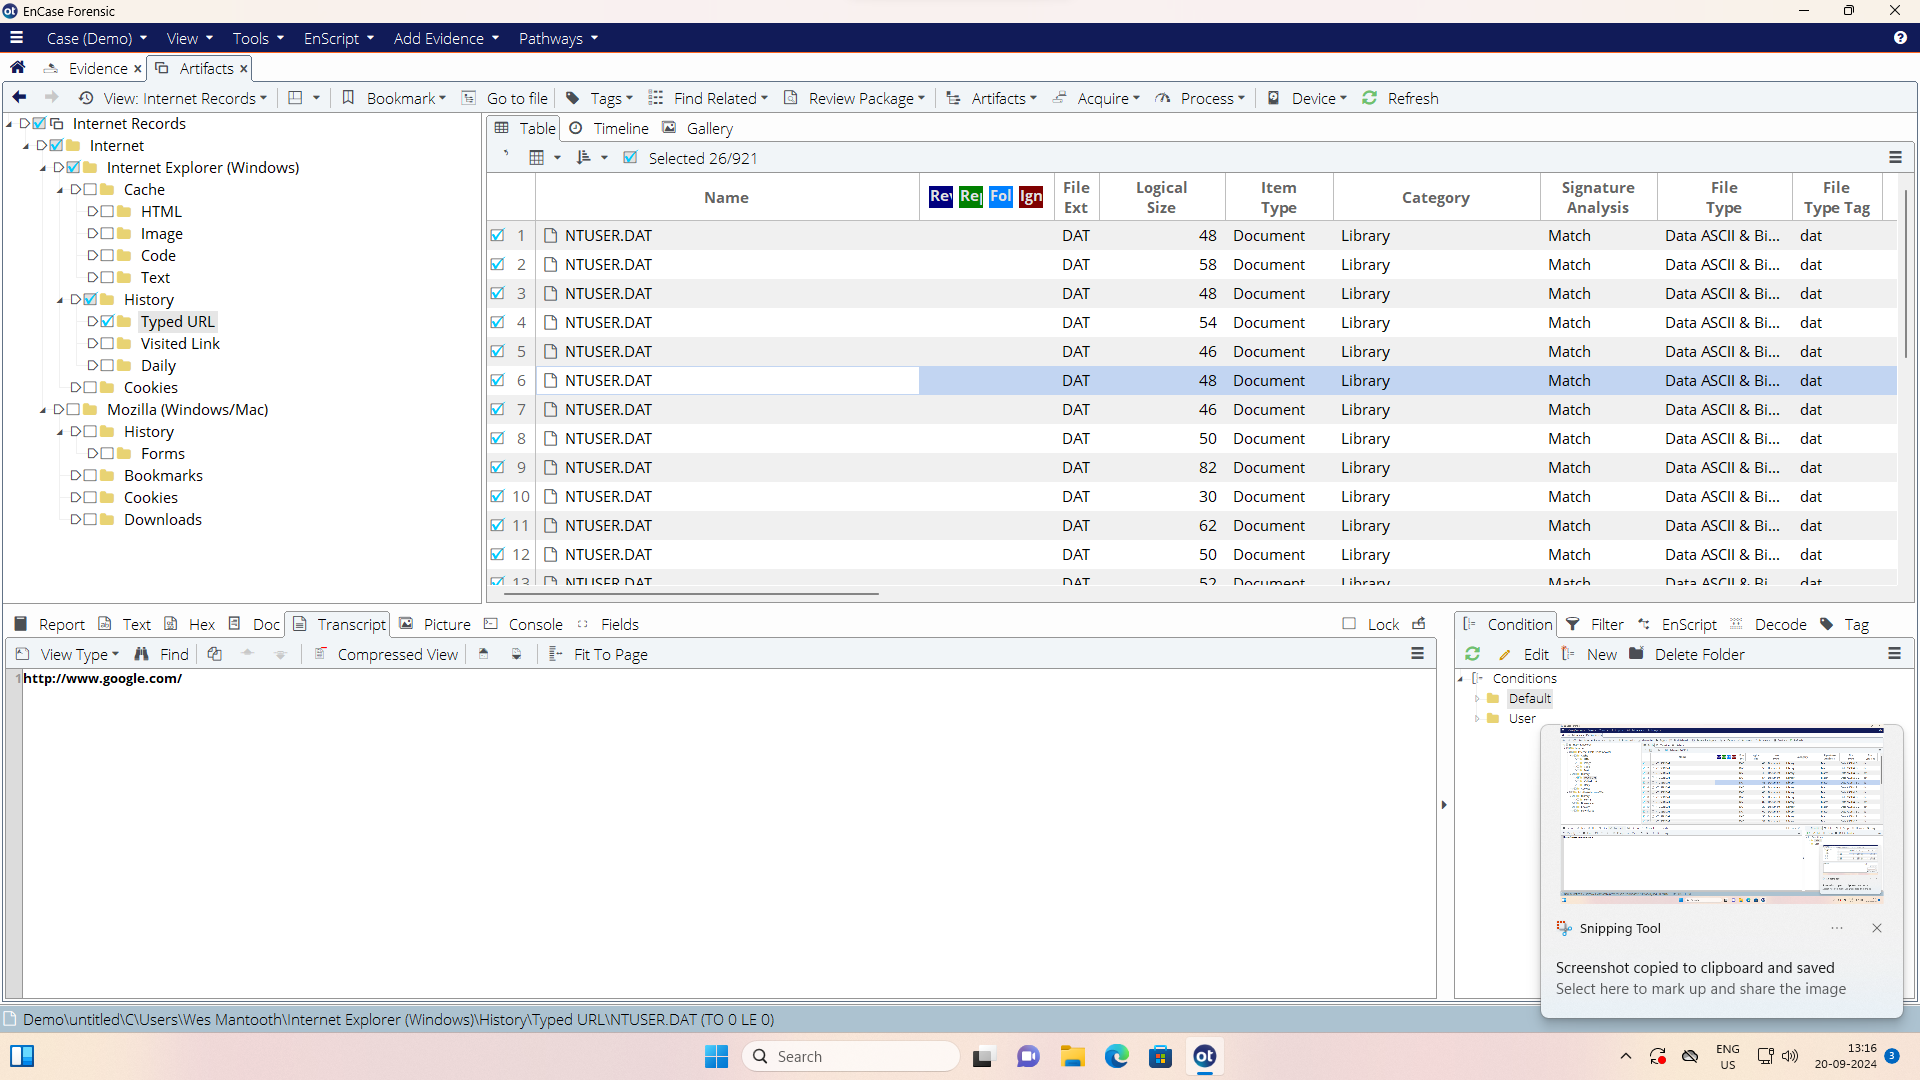 EnCase Forensic
Case (Demo) View Tools EnScript Add Evidence Pathways
Evidence Artifacts
View: Internet Records Bookmark Go to file Tags Find Related Review Package Artifacts Acquire Process Device Refresh
Internet Records
Internet
Internet Explorer (Windows)
Cache
HTML
Image
Code
Text
History
Typed URL
Visited Link
Daily
Cookies
Mozilla (Windows/Mac)
History
Forms
Bookmarks
Cookies
Downloads
Table Timeline Gallery
Selected 26/921
Name Rev Rep Fol Ign File Ext Logical Size Item Type Category Signature Analysis File Type File Type Tag
1 NTUSER.DAT DAT 48 Document Library Match Data ASCII & Bi... dat
2 NTUSER.DAT DAT 58 Document Library Match Data ASCII & Bi... dat
3 NTUSER.DAT DAT 48 Document Library Match Data ASCII & Bi... dat
4 NTUSER.DAT DAT 54 Document Library Match Data ASCII & Bi... dat
5 NTUSER.DAT DAT 46 Document Library Match Data ASCII & Bi... dat
6 NTUSER.DAT DAT 48 Document Library Match Data ASCII & Bi... dat
7 NTUSER.DAT DAT 46 Document Library Match Data ASCII & Bi... dat
8 NTUSER.DAT DAT 50 Document Library Match Data ASCII & Bi... dat
9 NTUSER.DAT DAT 82 Document Library Match Data ASCII & Bi... dat
10 NTUSER.DAT DAT 30 Document Library Match Data ASCII & Bi... dat
11 NTUSER.DAT DAT 62 Document Library Match Data ASCII & Bi... dat
12 NTUSER.DAT DAT 50 Document Library Match Data ASCII & Bi... dat
13 NTUSER.DAT DAT 52 Document Library Match Data ASCII & Bi... dat
Report Text Hex Doc Transcript Picture Console Fields Lock
View Type Find Compressed View Fit To Page
1 http://www.google.com/
Condition Filter EnScript Decode Tag
Edit New Delete Folder
Conditions
Default
User
Snipping Tool
Screenshot copied to clipboard and saved
Select here to mark up and share the image
Demo\untitled\C\Users\Wes Mantooth\Internet Explorer (Windows)\History\Typed URL\NTUSER.DAT (TO 0 LE 0)
Search
ot
ENG
US
13:16
20-09-2024
3